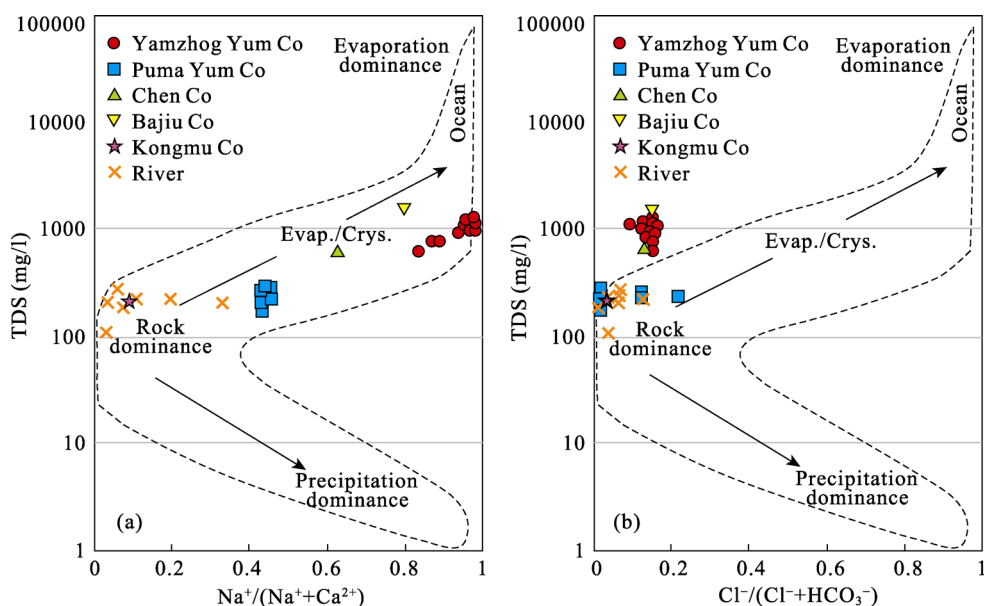 100000
10000
1000
100
10
1
TDS (mg/l)
Yamzhog Yum Co
Puma Yum Co
Chen Co
Bajiu Co
Kongmu Co
River
Evaporation
dominance
Ocean
Evap./Crys.
Rock
dominance
Precipitation
dominance
(a)
0 0.2 0.4 0.6 0.8 1
Na⁺/(Na⁺+Ca²⁺)
100000
10000
1000
100
10
1
TDS (mg/l)
Yamzhog Yum Co
Puma Yum Co
Chen Co
Bajiu Co
Kongmu Co
River
Evaporation
dominance
Ocean
Evap./Crys.
Rock
dominance
Precipitation
dominance
(b)
0 0.2 0.4 0.6 0.8 1
Cl⁻/(Cl⁻+HCO₃⁻)